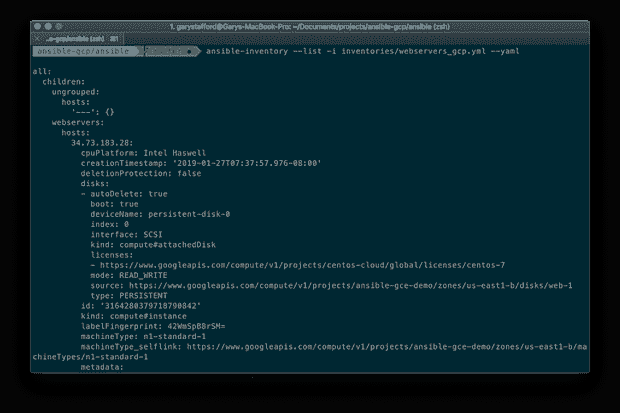 1. garystafford@Garys-MacBook-Pro: ~/Documents/projects/ansible-gcp/ansible (zsh)
..s-gcp/ansible (zsh)
ansible-gcp/ansible ansible-inventory --list -i inventories/webservers_gcp.yml --yaml
all:
children:
ungrouped:
hosts:
'---': {}
webservers:
hosts:
34.73.183.28:
cpuPlatform: Intel Haswell
creationTimestamp: '2019-01-27T07:37:57.976-08:00'
deletionProtection: false
disks:
- autoDelete: true
boot: true
deviceName: persistent-disk-0
index: 0
interface: SCSI
kind: compute#attachedDisk
licenses:
- https://www.googleapis.com/compute/v1/projects/centos-cloud/global/licenses/centos-7
mode: READ_WRITE
source: https://www.googleapis.com/compute/v1/projects/ansible-gce-demo/zones/us-east1-b/disks/web-1
type: PERSISTENT
id: '3164280379718790842'
kind: compute#instance
labelFingerprint: 42WmSpB8rSM=
machineType: n1-standard-1
machineType_selflink: https://www.googleapis.com/compute/v1/projects/ansible-gce-demo/zones/us-east1-b/ma
chineTypes/n1-standard-1
metadata: